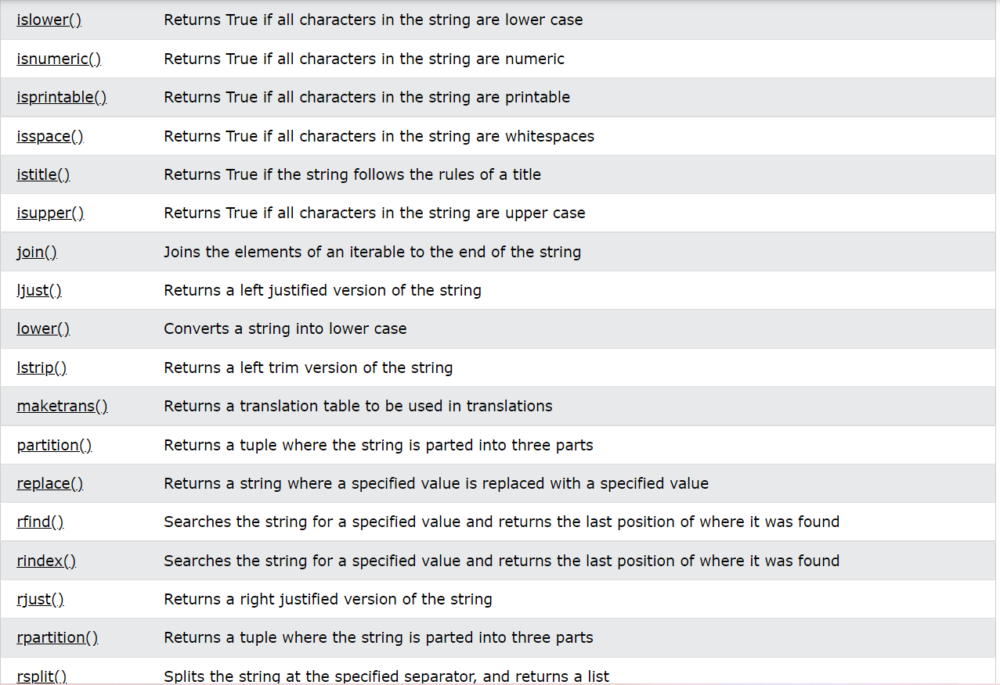 islower() Returns True if all characters in the string are lower case
isnumeric() Returns True if all characters in the string are numeric
isprintable() Returns True if all characters in the string are printable
isspace() Returns True if all characters in the string are whitespaces
istitle() Returns True if the string follows the rules of a title
isupper() Returns True if all characters in the string are upper case
join() Joins the elements of an iterable to the end of the string
ljust() Returns a left justified version of the string
lower() Converts a string into lower case
lstrip() Returns a left trim version of the string
maketrans() Returns a translation table to be used in translations
partition() Returns a tuple where the string is parted into three parts
replace() Returns a string where a specified value is replaced with a specified value
rfind() Searches the string for a specified value and returns the last position of where it was found
rindex() Searches the string for a specified value and returns the last position of where it was found
rjust() Returns a right justified version of the string
rpartition() Returns a tuple where the string is parted into three parts
rsplit() Splits the string at the specified separator, and returns a list